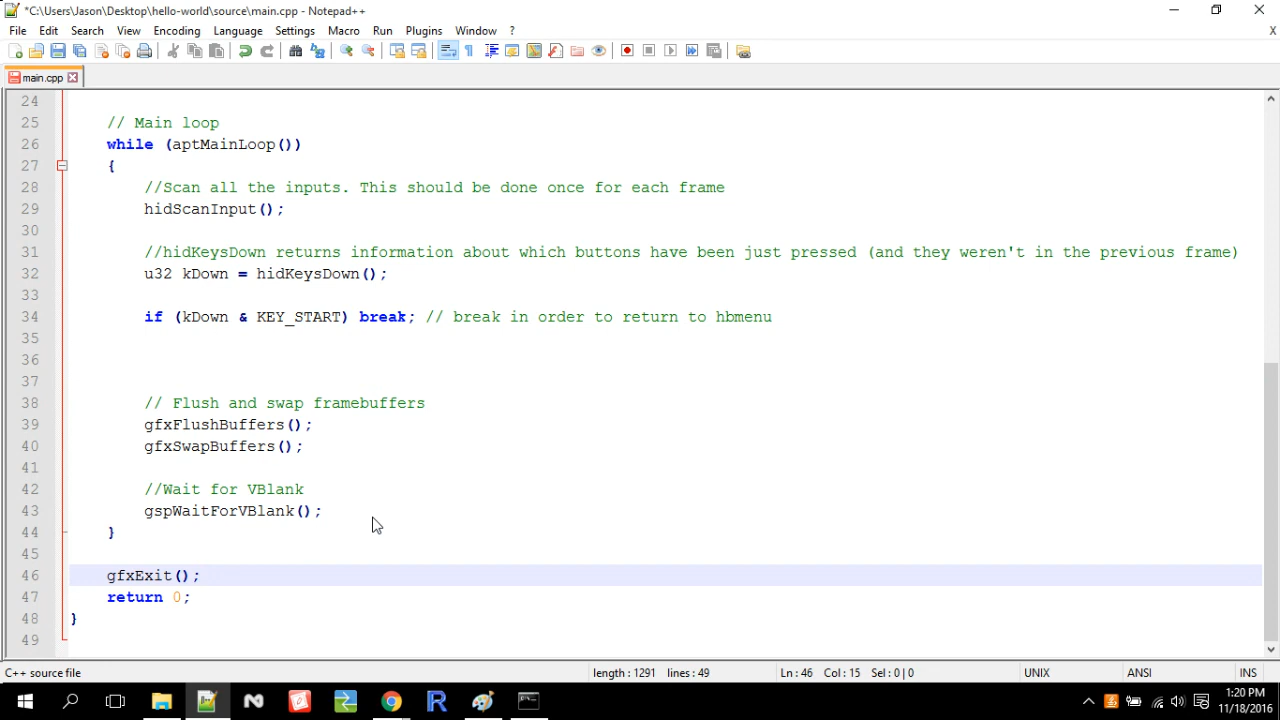 *C:\Users\Jason\Desktop\hello-world\source\main.cpp - Notepad++
File Edit Search View Encoding Language Settings Macro Run Plugins Window ? X
main.cpp
24
25 // Main loop
26 while (aptMainLoop())
27 {
28 //Scan all the inputs. This should be done once for each frame
29 hidScanInput();
30
31 //hidKeysDown returns information about which buttons have been just pressed (and they weren't in the previous frame)
32 u32 kDown = hidKeysDown();
33
34 if (kDown & KEY_START) break; // break in order to return to hbmenu
35
36
37
38 // Flush and swap framebuffers
39 gfxFlushBuffers();
40 gfxSwapBuffers();
41
42 //Wait for VBlank
43 gspWaitForVBlank();
44 }
45
46 gfxExit();
47 return 0;
48 }
49
C++ source file length : 1291 lines : 49 Ln : 46 Col : 15 Sel : 0 | 0 UNIX ANSI INS
:20 PM
11/18/2016